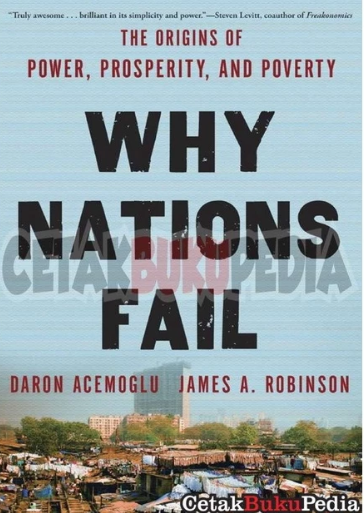 “Truly awesome . . . brilliant in its simplicity and power.”—Steven Levitt, coauthor of Freakonomics
THE ORIGINS OF
POWER, PROSPERITY, AND POVERTY
WHY
NATIONS
CETAKBUKUPEDIA
FAIL
DARON ACEMOGLU JAMES A. ROBINSON
CetakBukuPedia